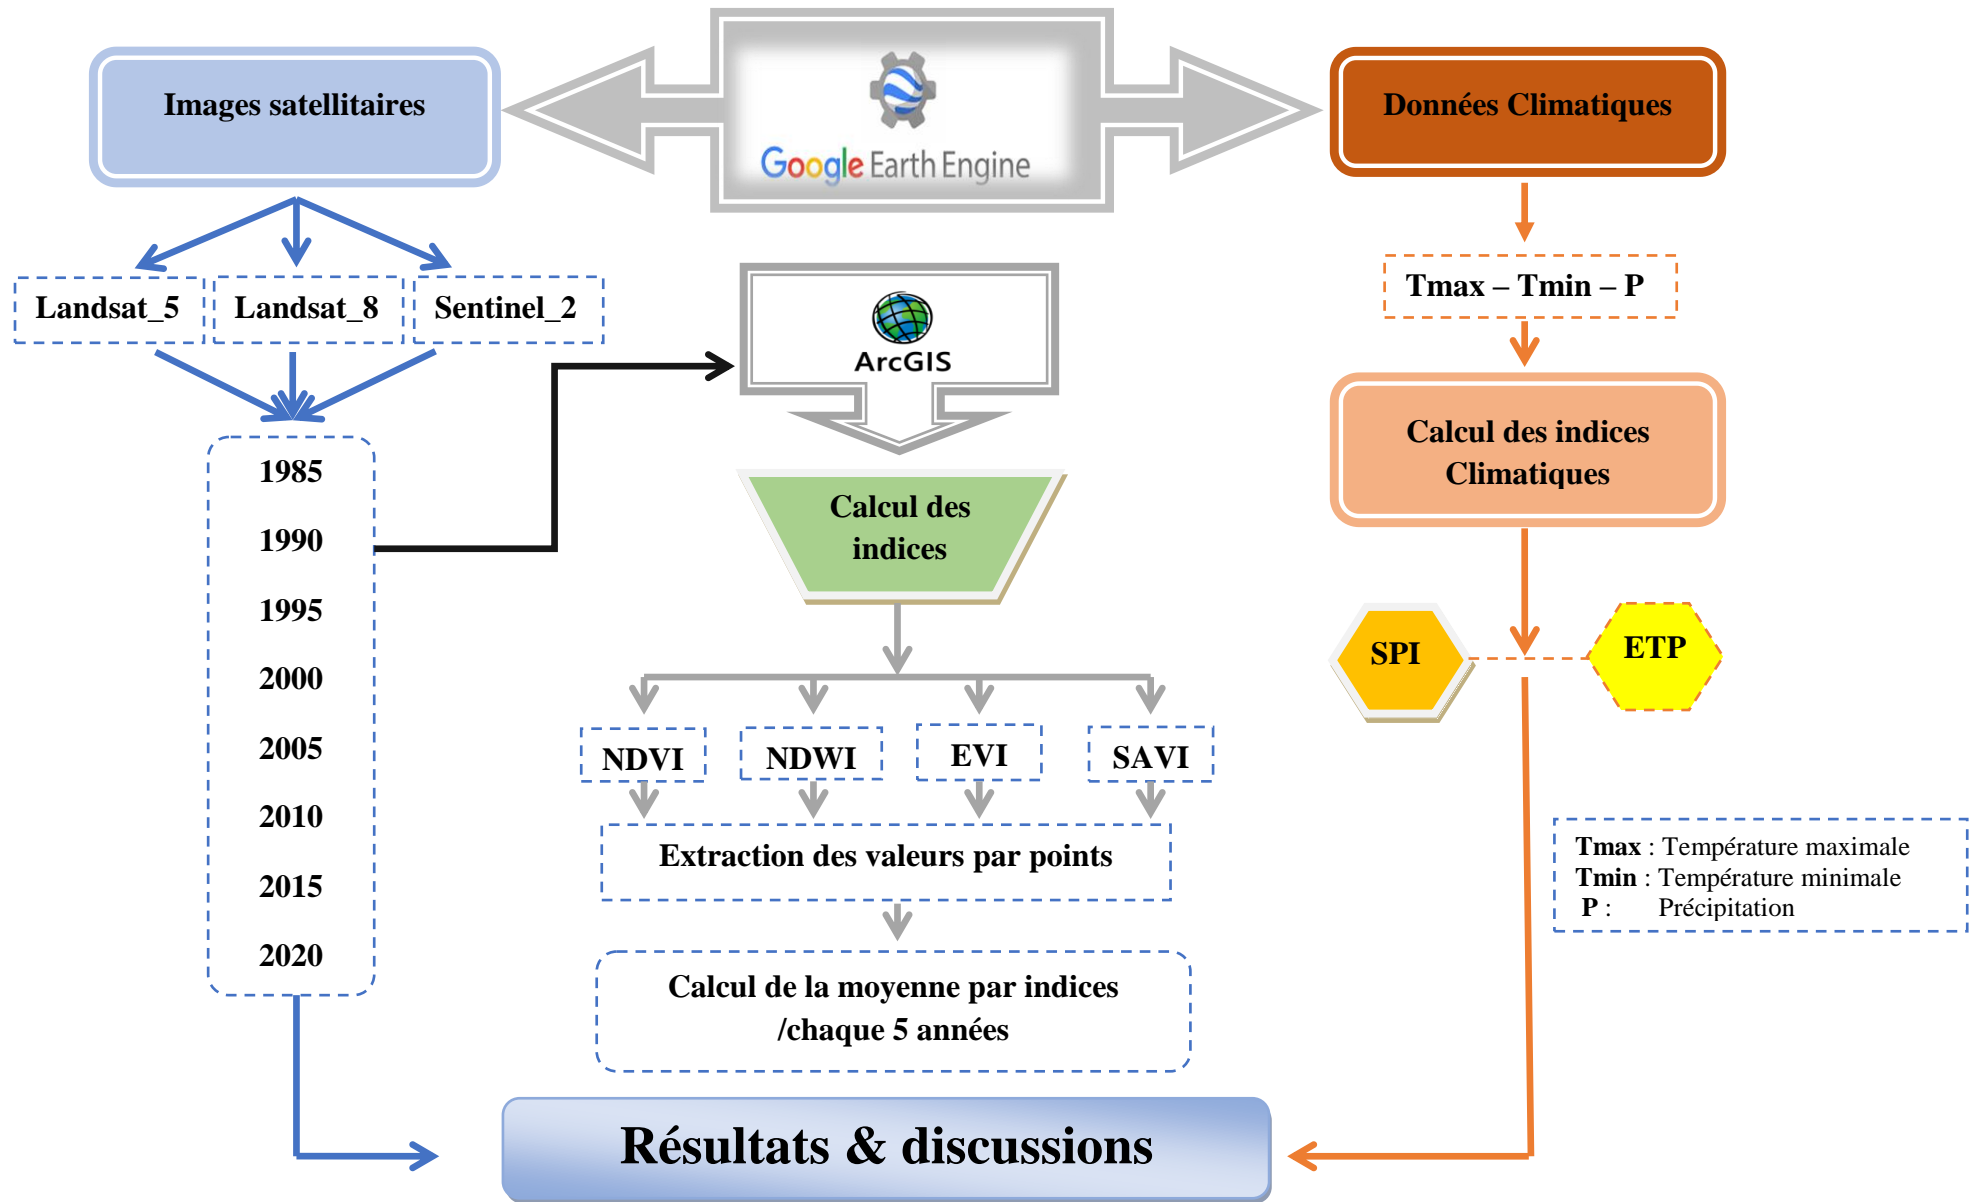 Images satellitaires
Google Earth Engine
Données Climatiques
Landsat_5
Landsat_8
Sentinel_2
ArcGIS
Tmax – Tmin – P
1985
1990
1995
2000
2005
2010
2015
2020
Calcul des
indices
Calcul des indices
Climatiques
SPI
ETP
NDVI
NDWI
EVI
SAVI
Extraction des valeurs par points
Calcul de la moyenne par indices
/chaque 5 années
Tmax : Température maximale
Tmin : Température minimale
P : Précipitation
Résultats & discussions